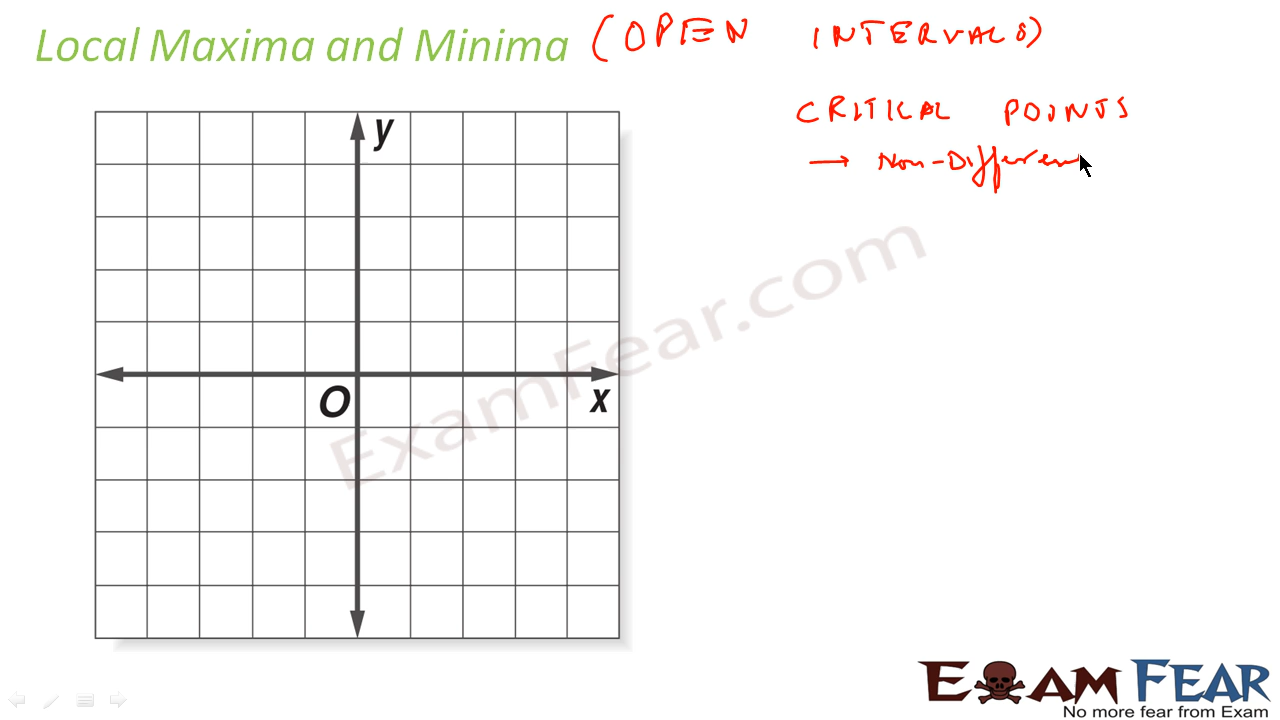 Local Maxima and Minima (OPEN INTERVALS)
CRITICAL POINTS
→ Non-Differen
y
O
x
ExamFear.com
EXAM FEAR
No more fear from Exam